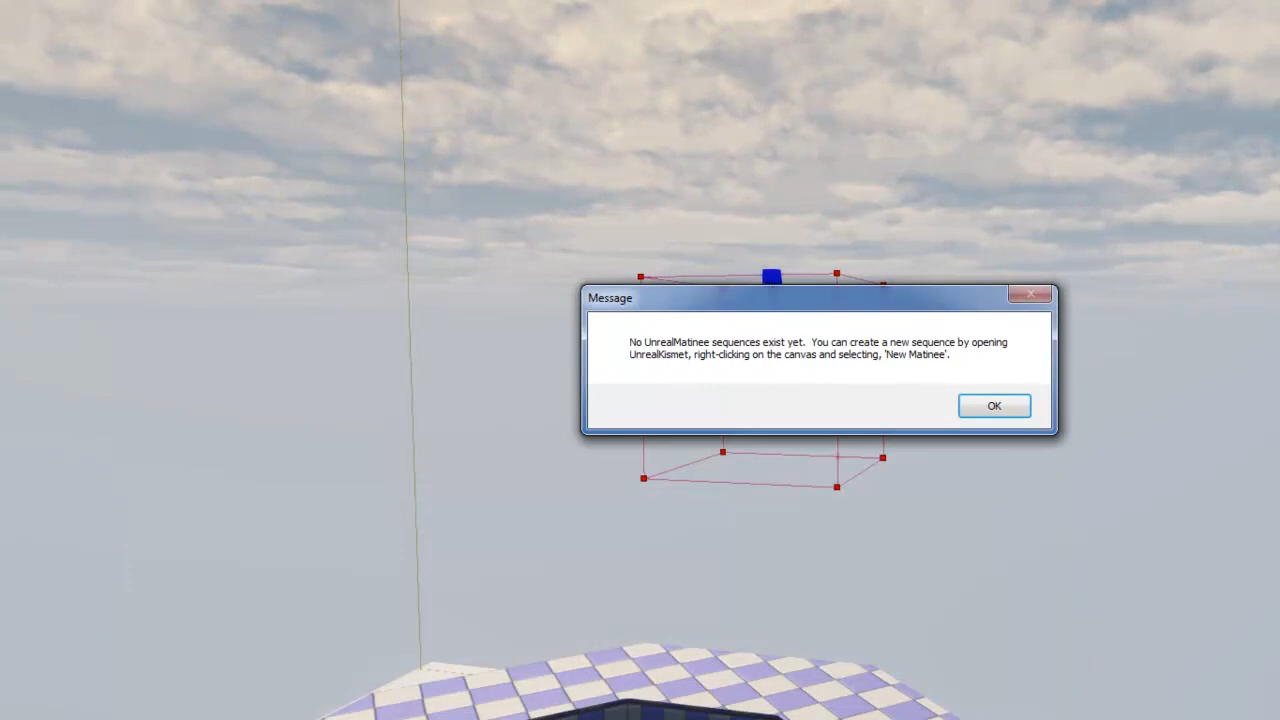 Message
No UnrealMatinee sequences exist yet.  You can create a new sequence by opening
UnrealKismet, right-clicking on the canvas and selecting, 'New Matinee'.
OK